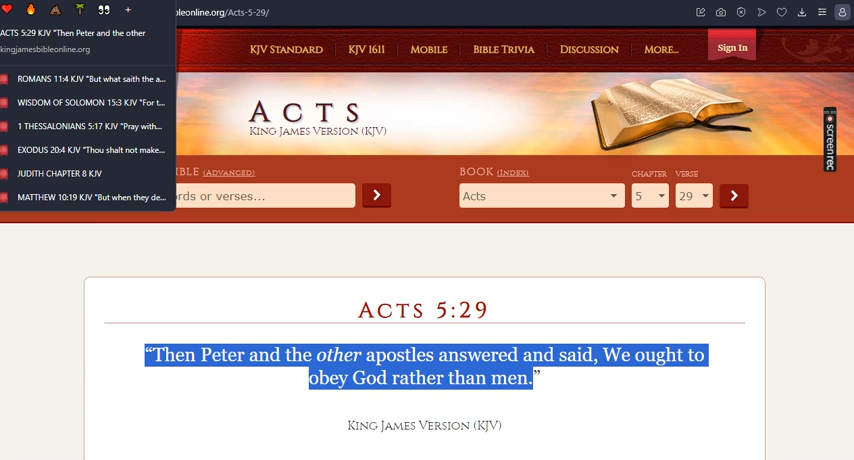 bleonline.org/Acts-5-29/
ACTS 5:29 KJV "Then Peter and the other
kingjamesbibleonline.org
ROMANS 11:4 KJV "But what saith the a...
WISDOM OF SOLOMON 15:3 KJV "For t...
1 THESSALONIANS 5:17 KJV "Pray with...
EXODUS 20:4 KJV "Thou shalt not make...
JUDITH CHAPTER 8 KJV
MATTHEW 10:19 KJV "But when they de...
KJV Standard KJV 1611 Mobile Bible Trivia Discussion More... Sign In
Acts
King James Version (KJV)
screenrec
IBLE (Advanced) Book (Index) Chapter Verse
rds or verses... Acts 5 29
Acts 5:29
“Then Peter and the other apostles answered and said, We ought to
obey God rather than men.”
King James Version (KJV)